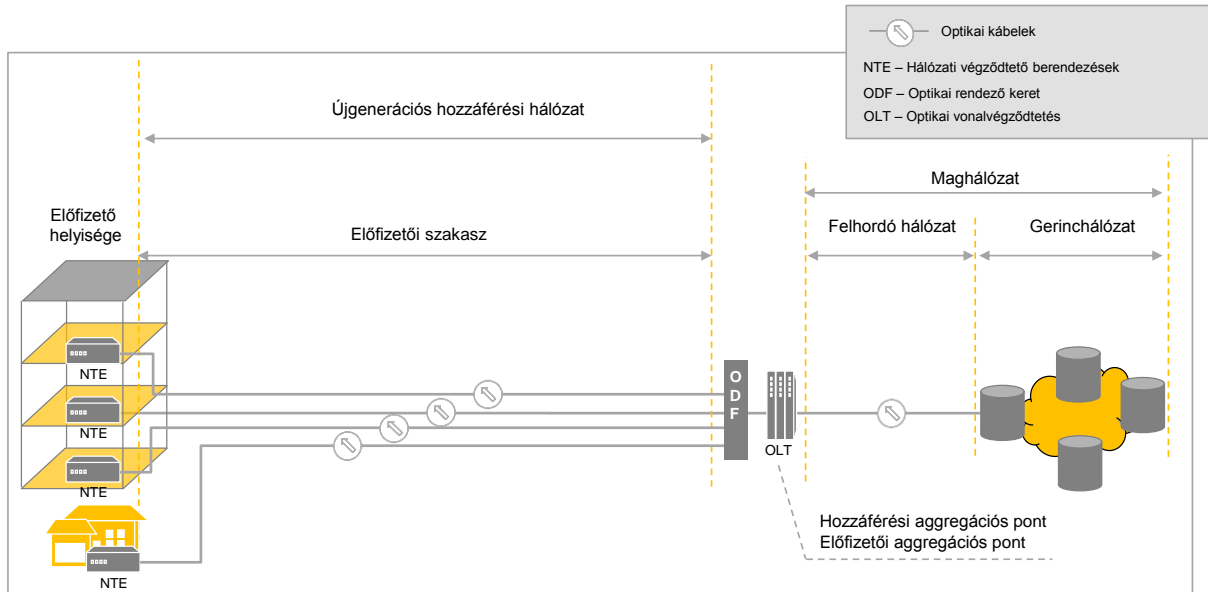 Optikai kábelek
NTE – Hálózati végződtető berendezések
ODF – Optikai rendező keret
OLT – Optikai vonalvégződtetés
Újgenerációs hozzáférési hálózat
Maghálózat
Előfizető
helyisége
Előfizetői szakasz
Felhordó hálózat
Gerinchálózat
NTE
NTE
NTE
NTE
O
D
F
OLT
Hozzáférési aggregációs pont
Előfizetői aggregációs pont